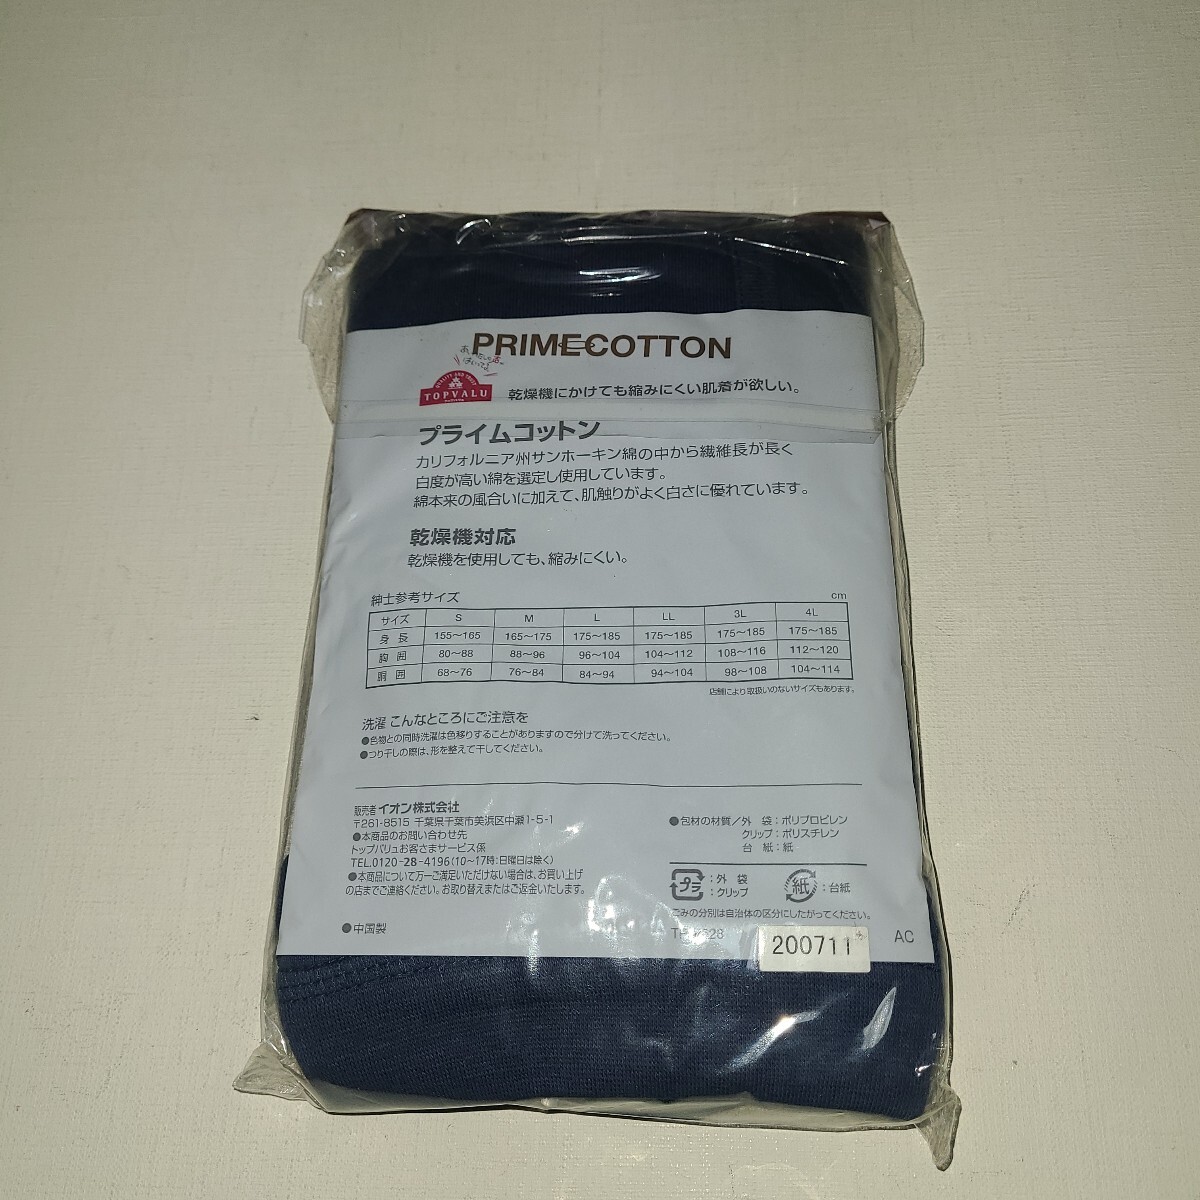 PRIMECOTTON
QUALITY AND TRUST
TOPVALU
乾燥機にかけても縮みにくい肌着が欲しい。
プライムコットン
カリフォルニア州サンホーキン綿の中から繊維長が長く
白度が高い綿を選定し使用しています。
綿本来の風合いに加えて、肌触りがよく白さに優れています。
乾燥機対応
乾燥機を使用しても、縮みにくい。
紳士参考サイズ cm
サイズ S M L LL 3L 4L
身長 155〜165 165〜175 175〜185 175〜185 175〜185 175〜185
胸囲 80〜88 88〜96 96〜104 104〜112 108〜116 112〜120
胴囲 68〜76 76〜84 84〜94 94〜104 98〜108 104〜114
店舗により取扱いのないサイズもあります。
洗濯 こんなところにご注意を
●色物との同時洗濯は色移りすることがありますので分けて洗ってください。
●つり干しの際は、形を整えて干してください。
販売者 イオン株式会社
〒261-8515 千葉県千葉市美浜区中瀬1-5-1
●本商品のお問い合わせ先
トップバリュお客さまサービス係
TEL.0120-28-4196(10〜17時:日曜日は除く)
●本商品について万一ご満足いただけない場合は、お買い上げ
の店までご連絡ください。お取り替えまたはご返金いたします。
●中国製
●包材の材質/外 袋:ポリプロピレン
クリップ:ポリスチレン
台 紙:紙
プラ :外 袋
:クリップ
紙 :台紙
ごみの分別は自治体の区分にしたがってください。
200711
AC